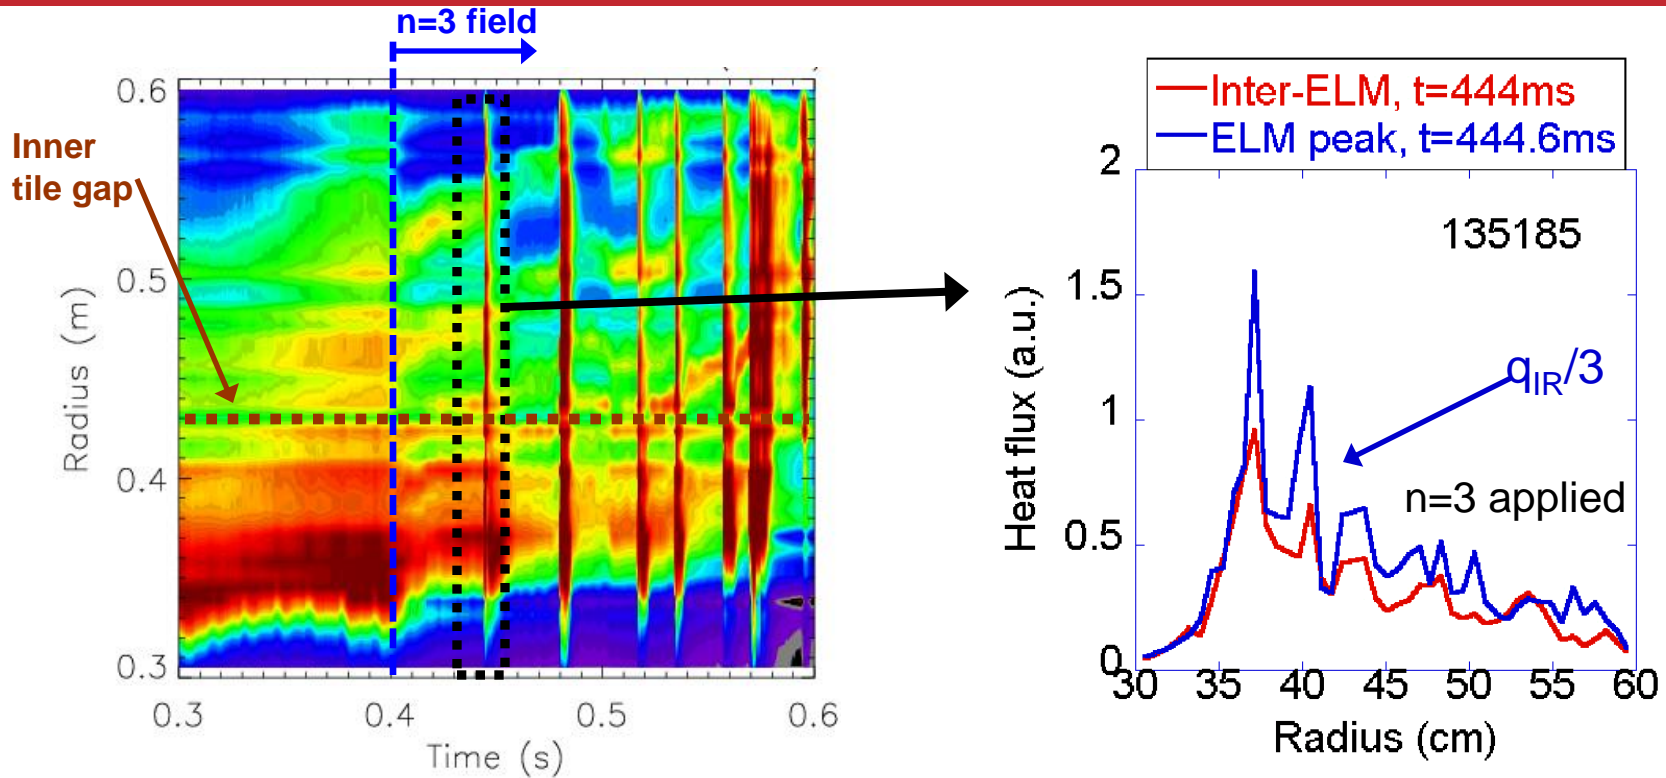 n=3 field
Inner
tile gap
0.6
0.5
0.4
0.3
Radius (m)
0.3
0.4
0.5
0.6
Time (s)
Inter-ELM, t=444ms
ELM peak, t=444.6ms
2
1.5
1
0.5
0
Heat flux (a.u.)
135185
qIR/3
n=3 applied
30
35
40
45
50
55
60
Radius (cm)